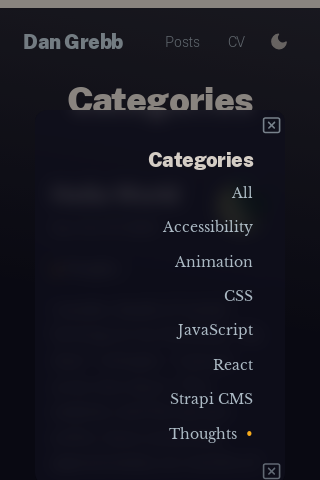 Dan Grebb Posts CV
Categories
Categories
All
Accessibility
Animation
CSS
JavaScript
React
Strapi CMS
Thoughts •